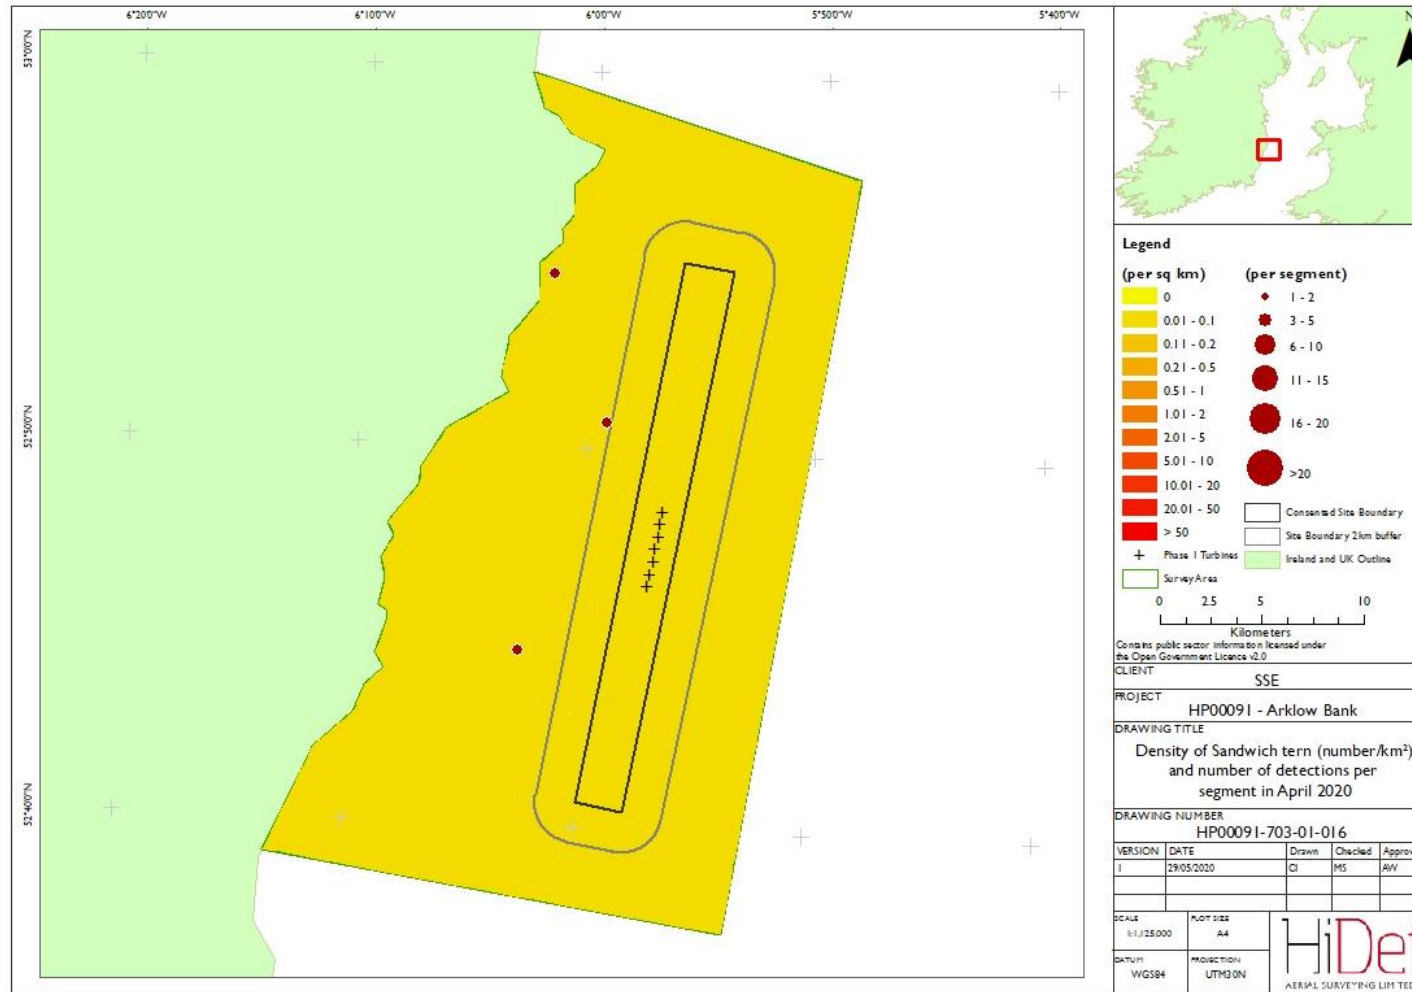 6°20'0"W 6°10'0"W 6°0'0"W 5°50'0"W 5°40'0"W
53°0'0"N
52°50'0"N
52°40'0"N
N
Legend
(per sq km) (per segment)
0 1 - 2
0.01 - 0.1 3 - 5
0.11 - 0.2 6 - 10
0.21 - 0.5 11 - 15
0.51 - 1
1.01 - 2 16 - 20
2.01 - 5
5.01 - 10 >20
10.01 - 20
20.01 - 50 Consented Site Boundary
> 50 Site Boundary 2km buffer
Phase 1 Turbines Ireland and UK Outline
Survey Area
0 2.5 5 10
Kilometers
Contains public sector information licensed under
the Open Government Licence v2.0
CLIENT
SSE
PROJECT
HP00091 - Arklow Bank
DRAWING TITLE
Density of Sandwich tern (number/km²)
and number of detections per
segment in April 2020
DRAWING NUMBER
HP00091-703-01-016
VERSION DATE Drawn Checked Approv
1 29/05/2020 CI MS AW
SCALE PLOT SIZE
A4
DATUM PROJECTION
WGS84 UTM30N
HiDef
AERIAL SURVEYING LIMITED